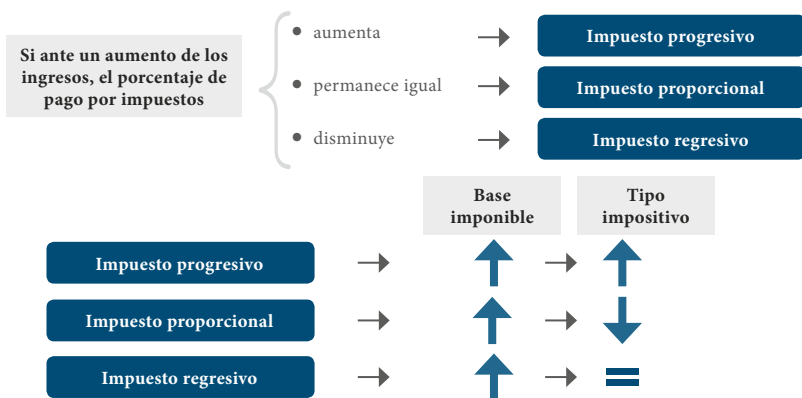 Si ante un aumento de los
ingresos, el porcentaje de
pago por impuestos
• aumenta
Impuesto progresivo
• permanece igual
Impuesto proporcional
• disminuye
Impuesto regresivo
Base
imponible
Tipo
impositivo
Impuesto progresivo
Impuesto proporcional
Impuesto regresivo